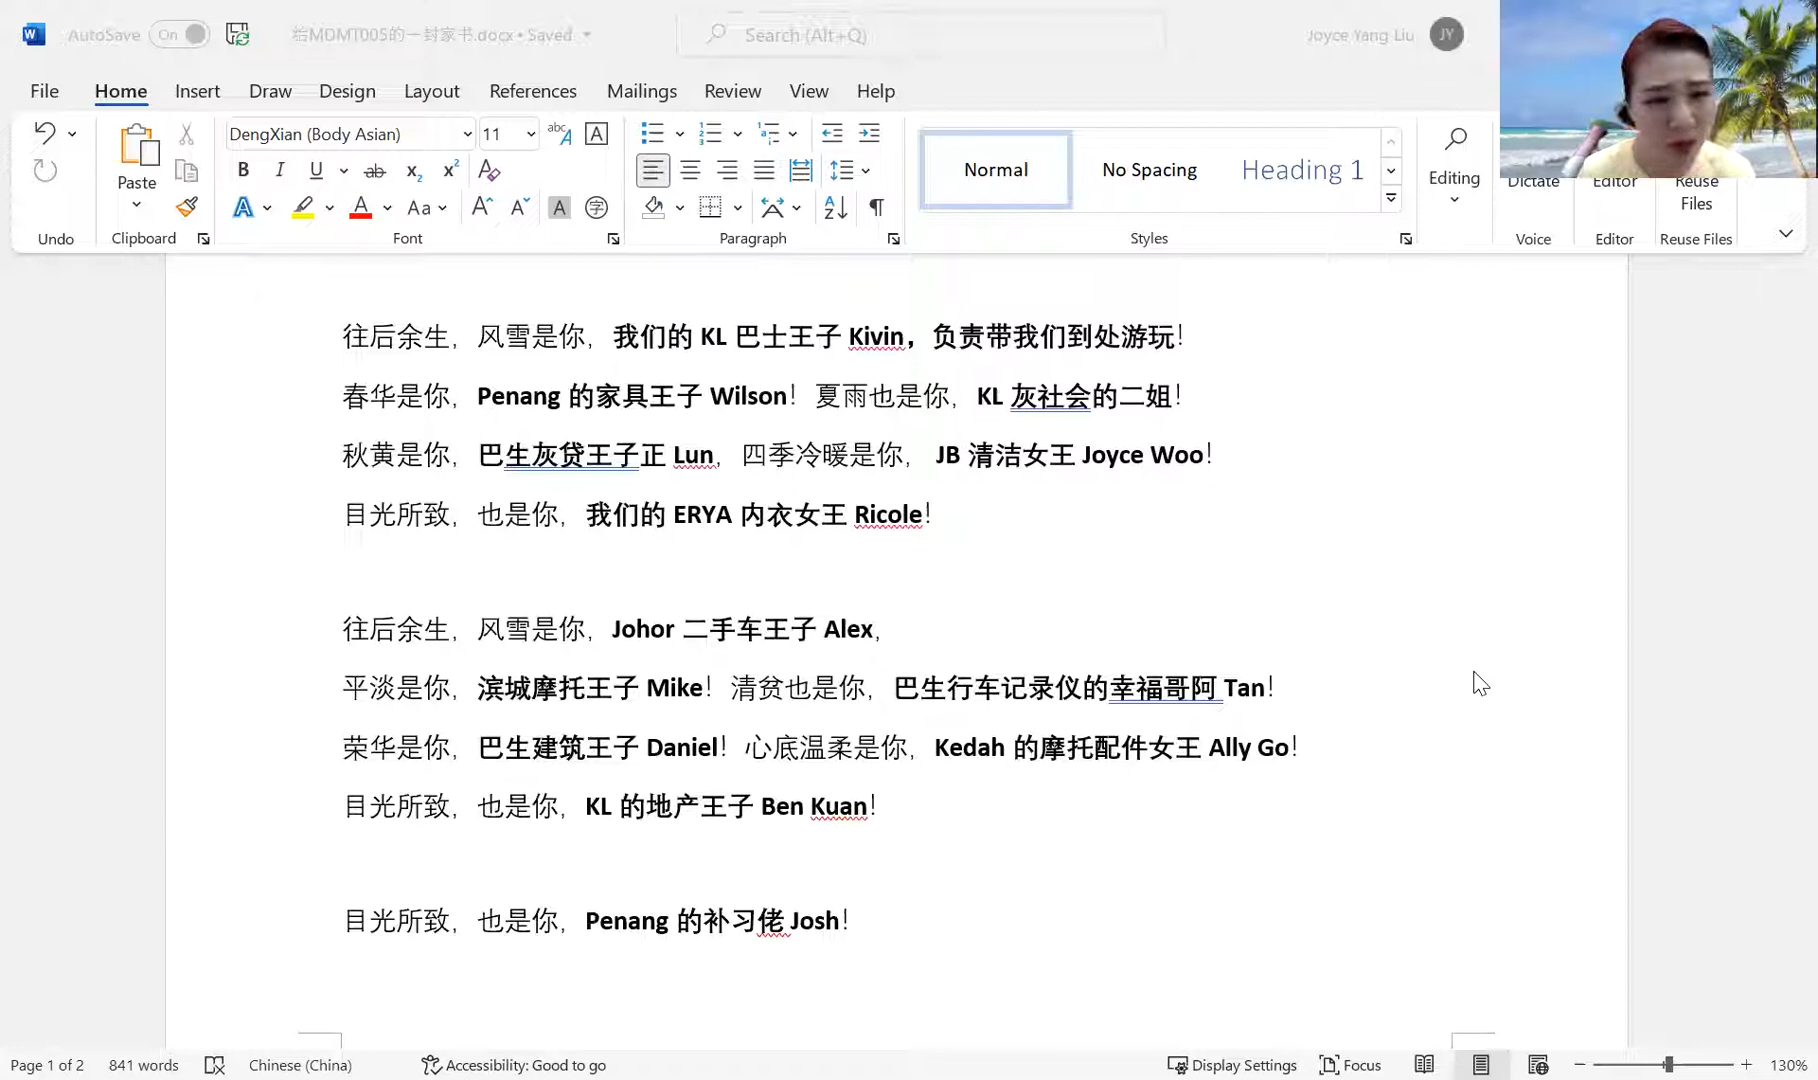 AutoSave On 给MDMT005的一封家书.docx • Saved Search (Alt+Q) Joyce Yang Liu JY
File Home Insert Draw Design Layout References Mailings Review View Help
DengXian (Body Asian) 11
Paste Normal No Spacing Heading 1 Editing Dictate Editor Reuse Files
Undo Clipboard Font Paragraph Styles Voice Editor Reuse Files
往后余生，风雪是你，我们的 KL 巴士王子 Kivin，负责带我们到处游玩！
春华是你，Penang 的家具王子 Wilson！夏雨也是你，KL 灰社会的二姐！
秋黄是你，巴生灰贷王子正 Lun，四季冷暖是你， JB 清洁女王 Joyce Woo！
目光所致，也是你，我们的 ERYA 内衣女王 Ricole！
往后余生，风雪是你，Johor 二手车王子 Alex，
平淡是你，滨城摩托王子 Mike！清贫也是你，巴生行车记录仪的幸福哥阿 Tan！
荣华是你，巴生建筑王子 Daniel！心底温柔是你，Kedah 的摩托配件女王 Ally Go！
目光所致，也是你，KL 的地产王子 Ben Kuan！
目光所致，也是你，Penang 的补习佬 Josh！
Page 1 of 2 841 words Chinese (China) Accessibility: Good to go Display Settings Focus 130%